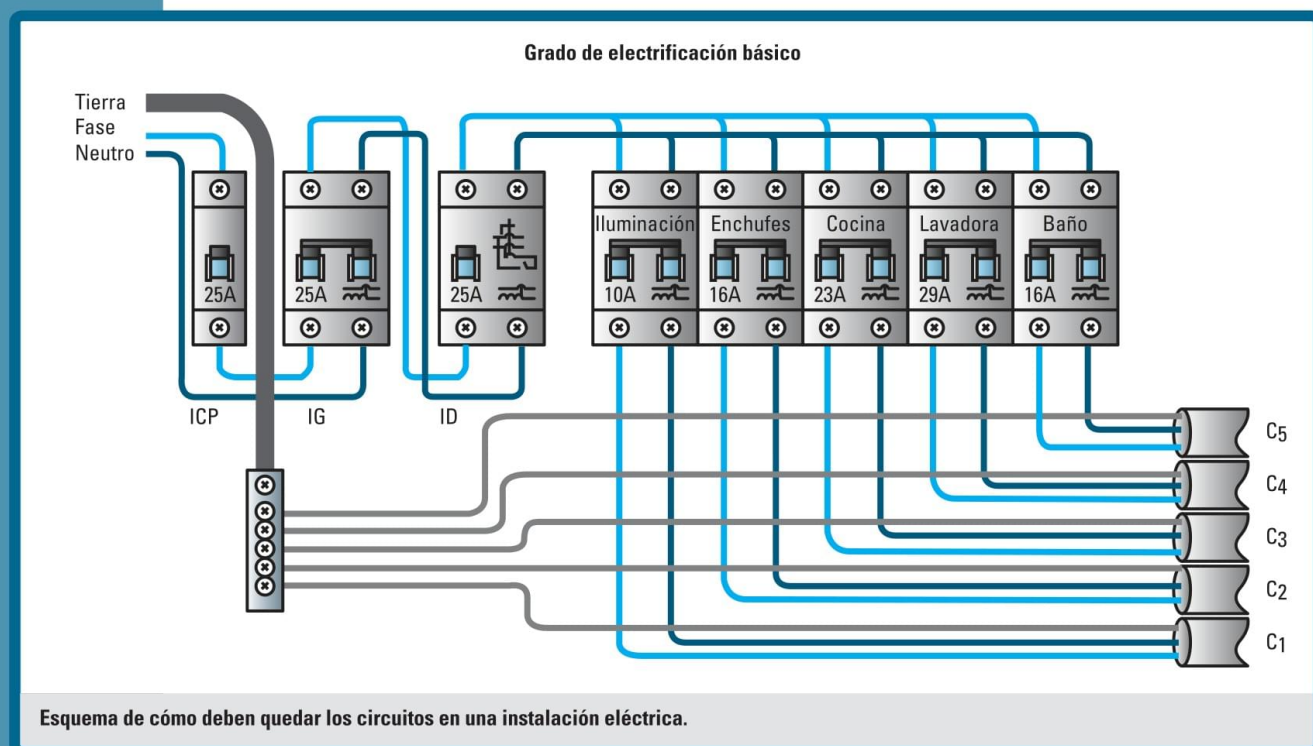 Grado de electrificación básico
Tierra
Fase
Neutro
Iluminación Enchufes Cocina Lavadora Baño
25A 25A 25A 10A 16A 23A 29A 16A
ICP IG ID
C5
C4
C3
C2
C1
Esquema de cómo deben quedar los circuitos en una instalación eléctrica.